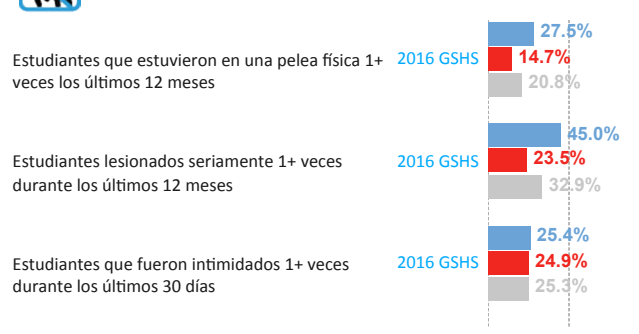 27.5%
Estudiantes que estuvieron en una pelea física 1+ 2016 GSHS 14.7%
veces los últimos 12 meses 20.8%
45.0%
Estudiantes lesionados seriamente 1+ veces 2016 GSHS 23.5%
durante los últimos 12 meses 32.9%
25.4%
Estudiantes que fueron intimidados 1+ veces 2016 GSHS 24.9%
durante los últimos 30 días 25.3%